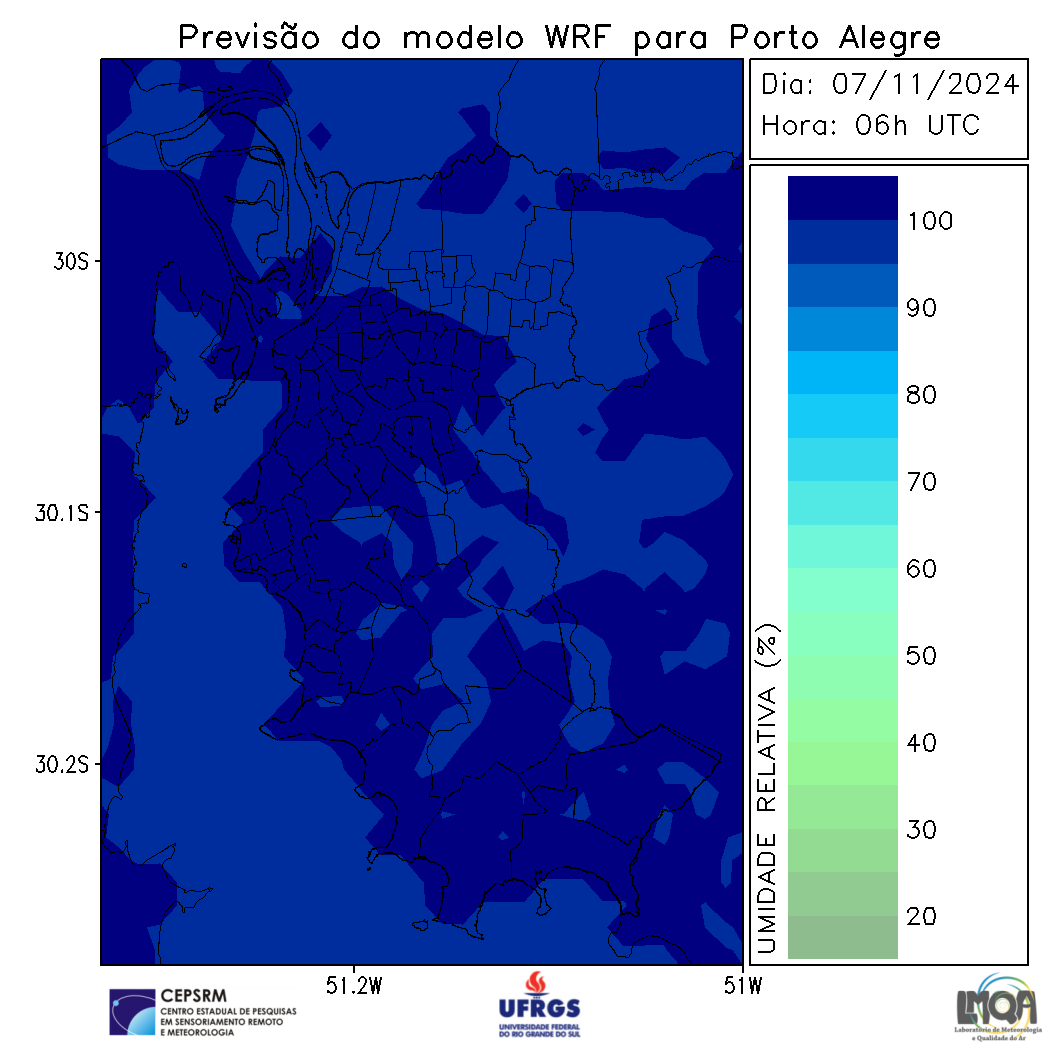 Previsão do modelo WRF para Porto Alegre
Dia: 07/11/2024
Hora: 06h UTC
30S
30.1S
30.2S
51.2W
51W
100
90
80
70
60
50
40
30
20
UMIDADE RELATIVA (%)
CEPSRM
CENTRO ESTADUAL DE PESQUISAS
EM SENSORIAMENTO REMOTO
E METEOROLOGIA
UFRGS
UNIVERSIDADE FEDERAL
DO RIO GRANDE DO SUL
LMQA
Laboratório de Meteorologia
e Qualidade do Ar